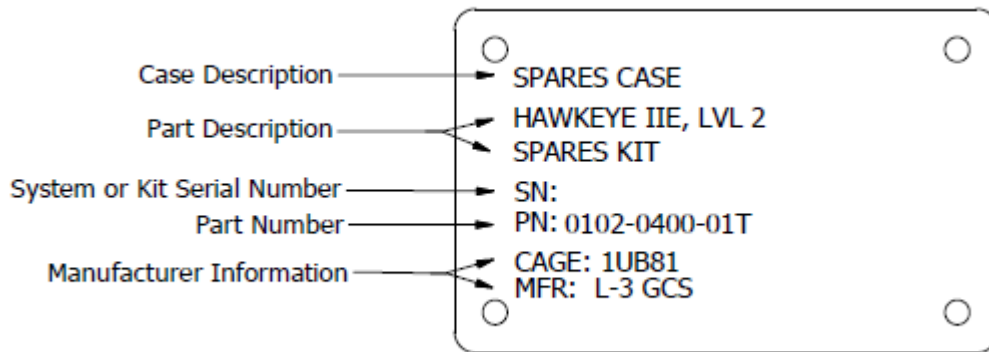 Case Description
SPARES CASE
Part Description
HAWKEYE IIE, LVL 2
SPARES KIT
System or Kit Serial Number
SN:
Part Number
PN: 0102-0400-01T
Manufacturer Information
CAGE: 1UB81
MFR: L-3 GCS